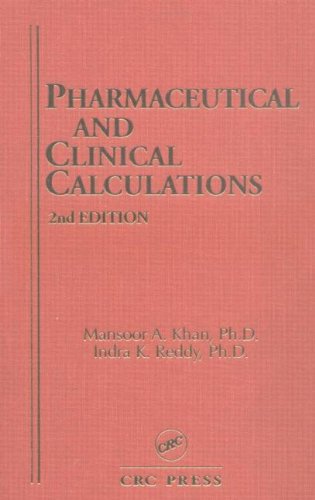 PHARMACEUTICAL
AND
CLINICAL
CALCULATIONS
2nd EDITION
Mansoor A. Khan, Ph.D.
Indra K. Reddy, Ph.D.
CRC
CRC PRESS